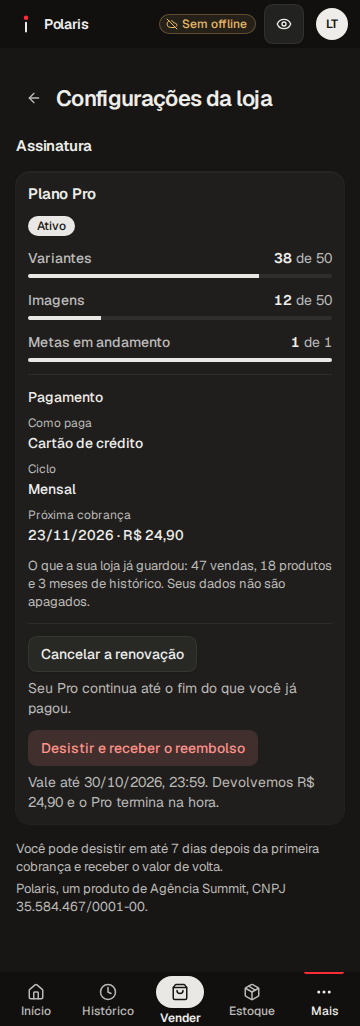 Polaris
Sem offline
LT
Configurações da loja
Assinatura
Plano Pro
Ativo
Variantes 38 de 50
Imagens 12 de 50
Metas em andamento 1 de 1
Pagamento
Como paga
Cartão de crédito
Ciclo
Mensal
Próxima cobrança
23/11/2026 · R$ 24,90
O que a sua loja já guardou: 47 vendas, 18 produtos
e 3 meses de histórico. Seus dados não são
apagados.
Cancelar a renovação
Seu Pro continua até o fim do que você já
pagou.
Desistir e receber o reembolso
Vale até 30/10/2026, 23:59. Devolvemos R$
24,90 e o Pro termina na hora.
Você pode desistir em até 7 dias depois da primeira
cobrança e receber o valor de volta.
Polaris, um produto de Agência Summit, CNPJ
35.584.467/0001-00.
Início Histórico Vender Estoque Mais